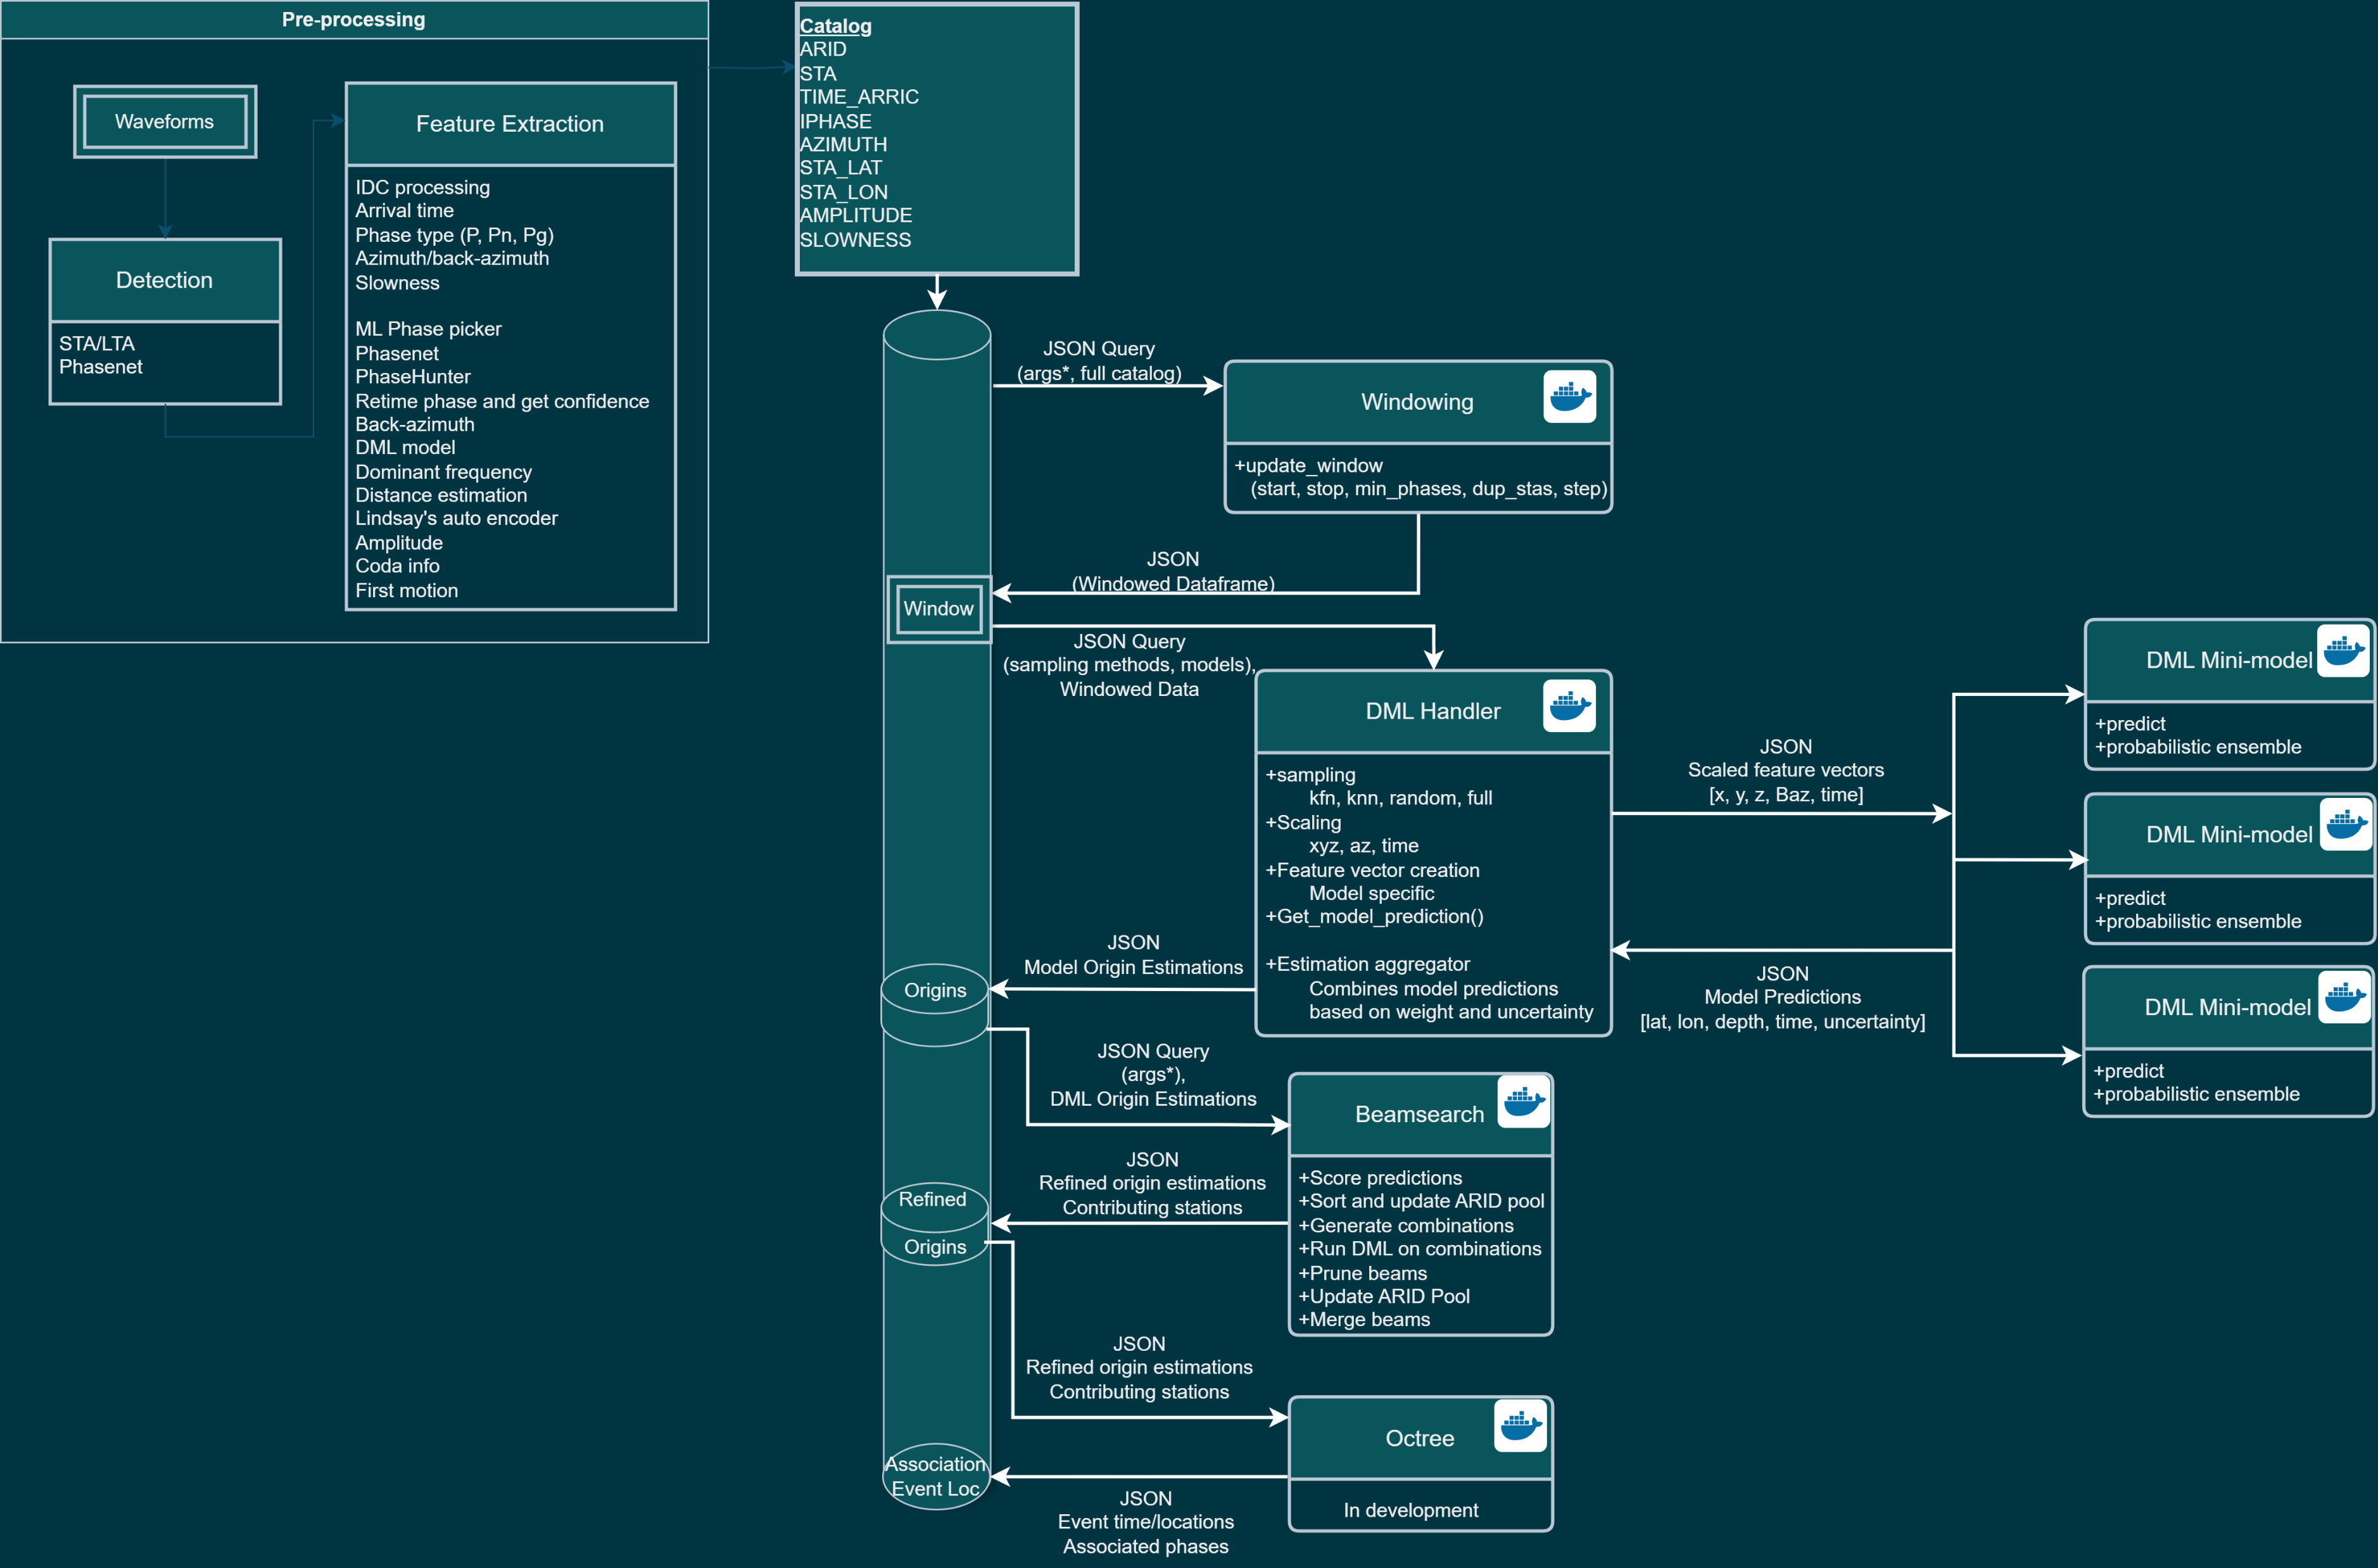 Pre-processing
Waveforms
Detection
STA/LTA
Phasenet
Feature Extraction
IDC processing
Arrival time
Phase type (P, Pn, Pg)
Azimuth/back-azimuth
Slowness
ML Phase picker
Phasenet
PhaseHunter
Retime phase and get confidence
Back-azimuth
DML model
Dominant frequency
Distance estimation
Lindsay's auto encoder
Amplitude
Coda info
First motion
Catalog
ARID
STA
TIME_ARRIC
IPHASE
AZIMUTH
STA_LAT
STA_LON
AMPLITUDE
SLOWNESS
JSON Query
(args*, full catalog)
Windowing
+update_window
(start, stop, min_phases, dup_stas, step)
JSON
(Windowed Dataframe)
Window
JSON Query
(sampling methods, models),
Windowed Data
DML Handler
+sampling
kfn, knn, random, full
+Scaling
xyz, az, time
+Feature vector creation
Model specific
+Get_model_prediction()
+Estimation aggregator
Combines model predictions
based on weight and uncertainty
JSON
Scaled feature vectors
[x, y, z, Baz, time]
JSON
Model Predictions
[lat, lon, depth, time, uncertainty]
DML Mini-model
+predict
+probabilistic ensemble
DML Mini-model
+predict
+probabilistic ensemble
DML Mini-model
+predict
+probabilistic ensemble
JSON
Model Origin Estimations
Origins
JSON Query
(args*),
DML Origin Estimations
Beamsearch
+Score predictions
+Sort and update ARID pool
+Generate combinations
+Run DML on combinations
+Prune beams
+Update ARID Pool
+Merge beams
JSON
Refined origin estimations
Contributing stations
Refined
Origins
JSON
Refined origin estimations
Contributing stations
Octree
In development
Association
Event Loc
JSON
Event time/locations
Associated phases